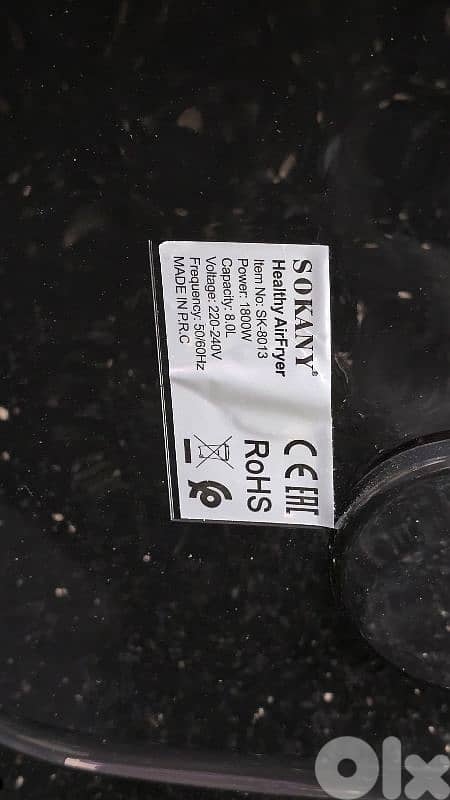 SOKANY®
Healthy AirFryer
Item No: SK-8013
Power: 1800W
Capacity: 8.0L
Voltage: 220-240V
Frequency: 50/60Hz
MADE IN P.R.C
CE EAC
RoHS
Olx